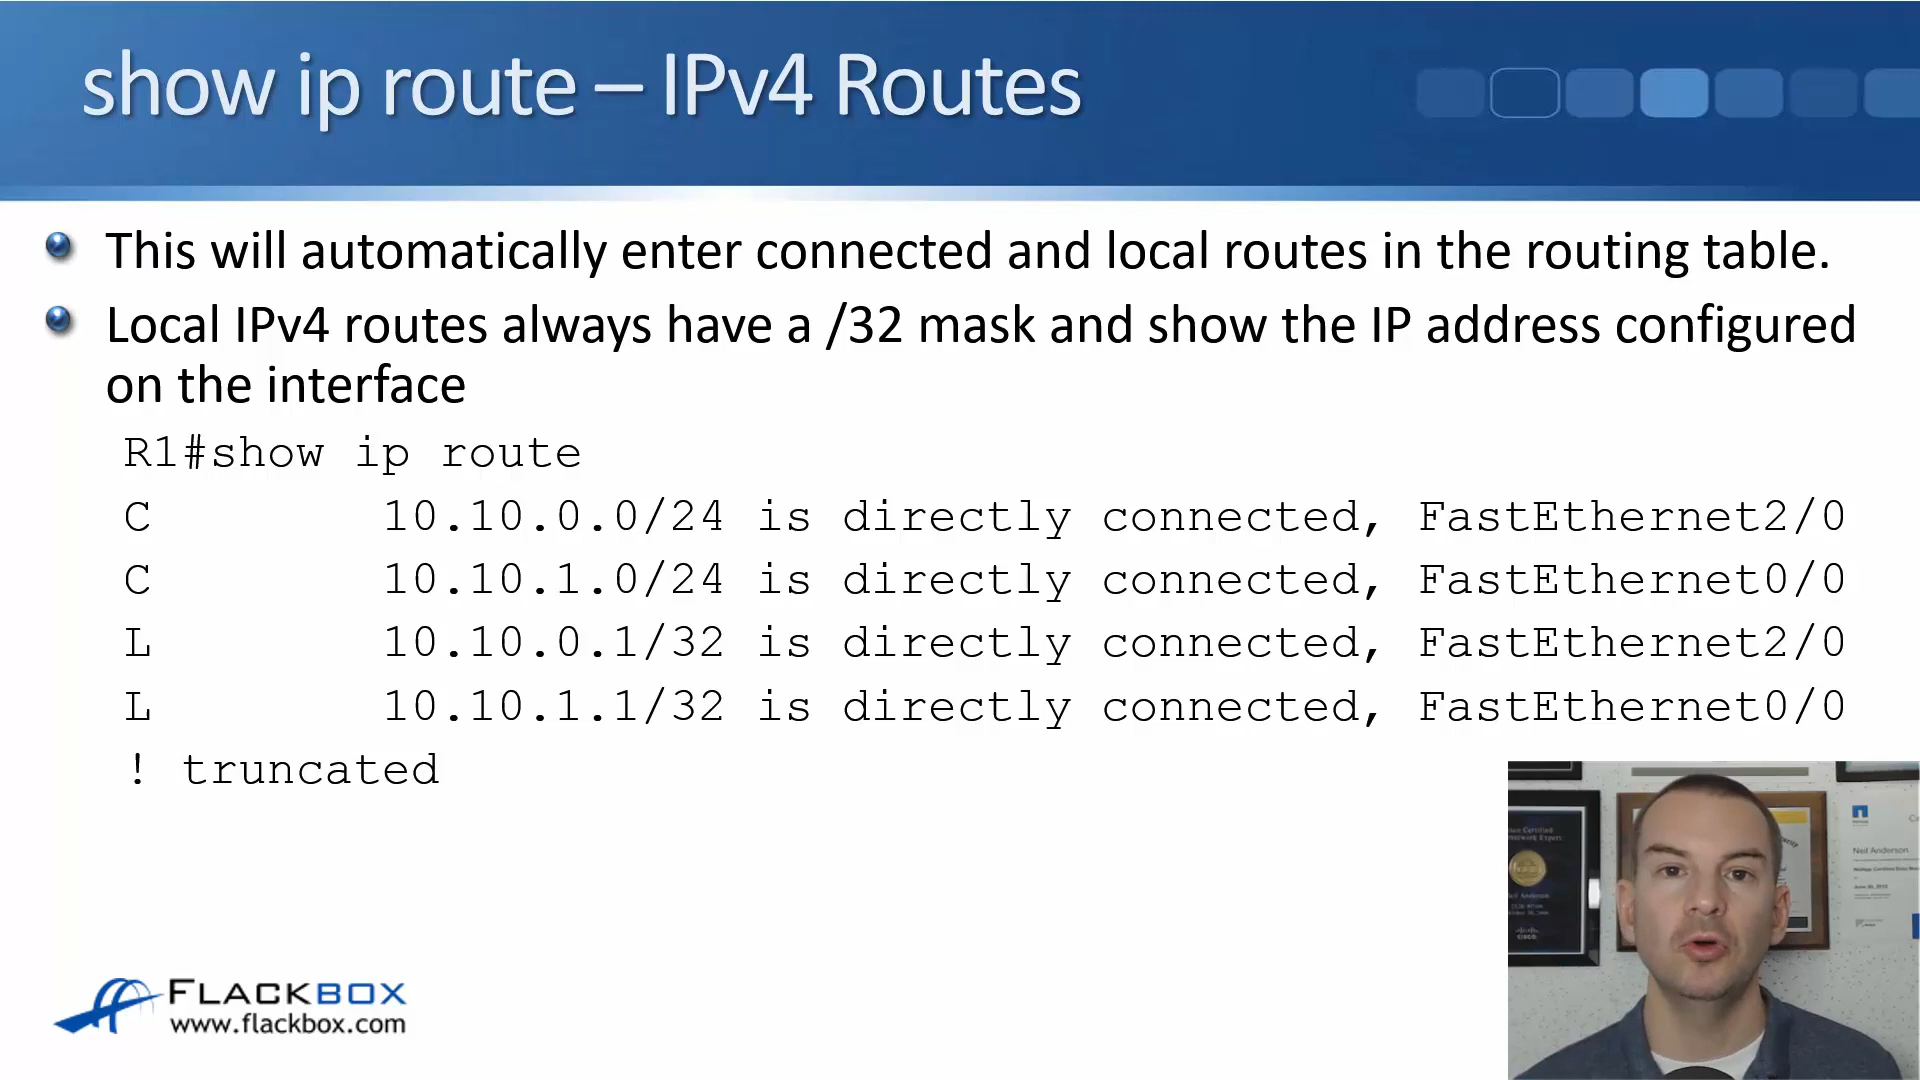 show ip route – IPv4 Routes
This will automatically enter connected and local routes in the routing table.
Local IPv4 routes always have a /32 mask and show the IP address configured
on the interface
R1#show ip route
C 10.10.0.0/24 is directly connected, FastEthernet2/0
C 10.10.1.0/24 is directly connected, FastEthernet0/0
L 10.10.0.1/32 is directly connected, FastEthernet2/0
L 10.10.1.1/32 is directly connected, FastEthernet0/0
! truncated
FLACKBOX
www.flackbox.com
Neil Anderson
CISCO